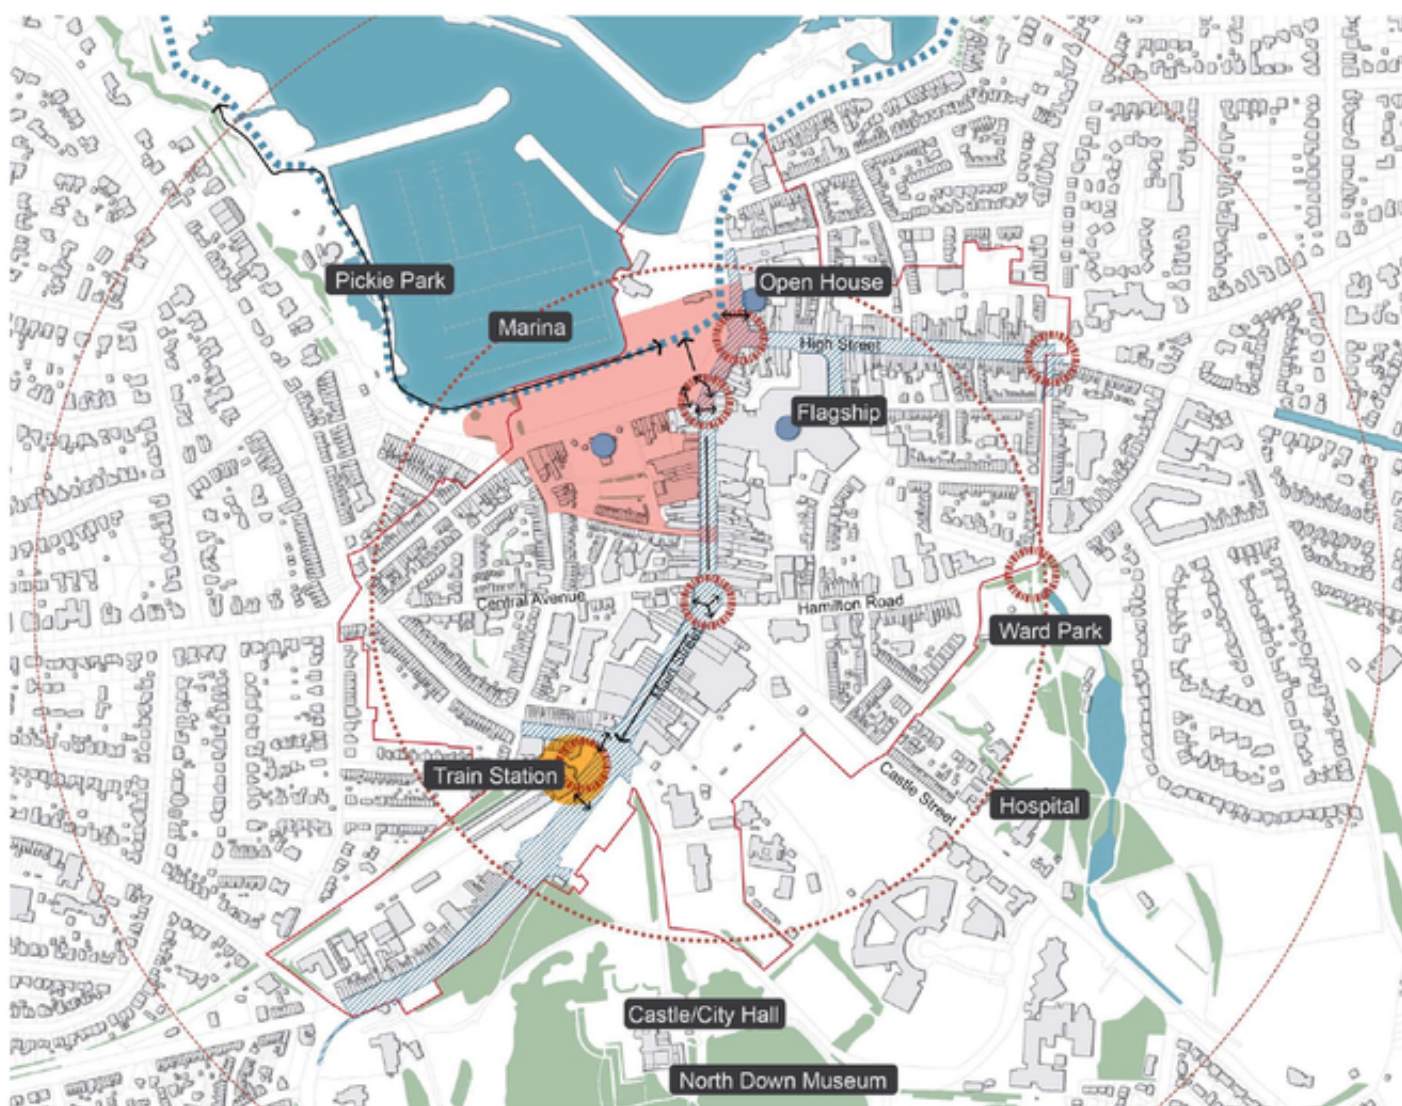 Open House
Pickie Park
Marina
High Street
Flagship
Central Avenue
Hamilton Road
Ward Park
Main Street
Train Station
Castle Street
Hospital
Castle/City Hall
North Down Museum